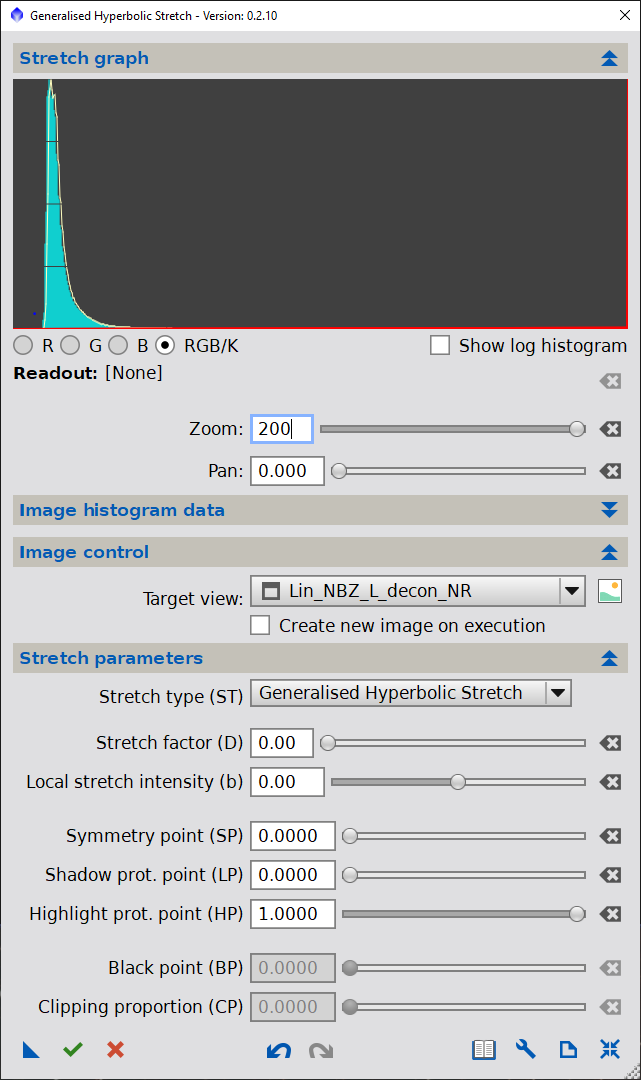 Generalised Hyperbolic Stretch - Version: 0.2.10
Stretch graph
R G B RGB/K Show log histogram
Readout: [None]
Zoom: 200
Pan: 0.000
Image histogram data
Image control
Target view: Lin_NBZ_L_decon_NR
Create new image on execution
Stretch parameters
Stretch type (ST) Generalised Hyperbolic Stretch
Stretch factor (D) 0.00
Local stretch intensity (b) 0.00
Symmetry point (SP) 0.0000
Shadow prot. point (LP) 0.0000
Highlight prot. point (HP) 1.0000
Black point (BP) 0.0000
Clipping proportion (CP) 0.0000